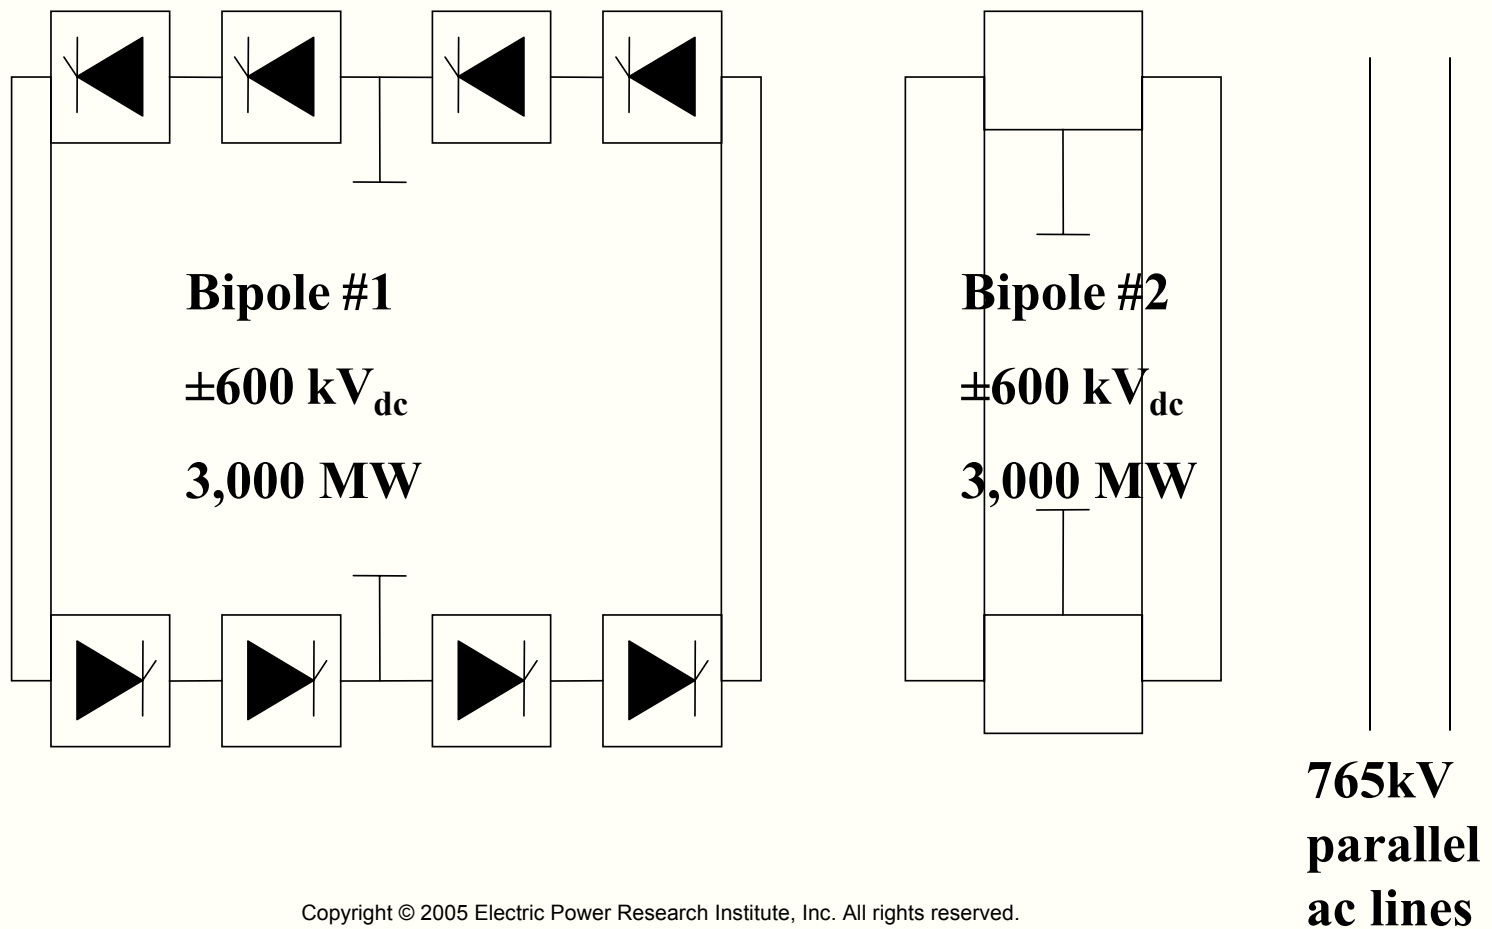 Bipole #1
±600 kVdc
3,000 MW
Bipole #2
±600 kVdc
3,000 MW
765kV
parallel
ac lines
Copyright © 2005 Electric Power Research Institute, Inc. All rights reserved.